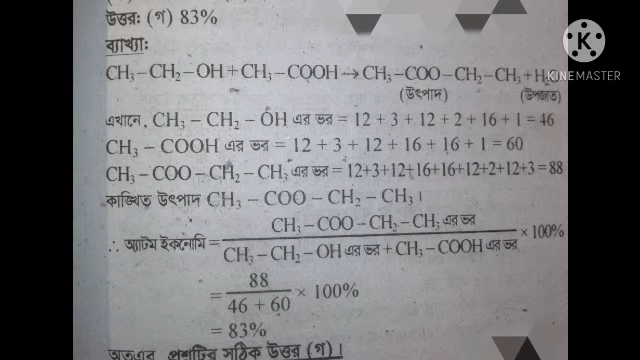 উত্তর: (গ) 83%
ব্যাখ্যা:
CH₃−CH₂−OH+CH₃−COOH→CH₃−COO−CH₂−CH₃+H₂O
(উৎপাদ) (উপজাত)
KINEMASTER
এখানে, CH₃ − CH₂ − OH এর ভর = 12 + 3 + 12 + 2 + 16 + 1 = 46
CH₃ − COOH এর ভর = 12 + 3 + 12 + 16 + 16 + 1 = 60
CH₃ − COO − CH₂ − CH₃ এর ভর = 12+3+12+16+16+12+2+12+3 = 88
কাঙ্খিত উৎপাদ CH₃ − COO − CH₂ − CH₃।
∴ অ্যাটম ইকনোমি = CH₃−COO−CH₂−CH₃ এর ভর / CH₃−CH₂−OH এর ভর + CH₃−COOH এর ভর × 100%
= 88 / 46 + 60 × 100%
= 83%
অতএব প্রশ্নটির সঠিক উত্তর (গ)।